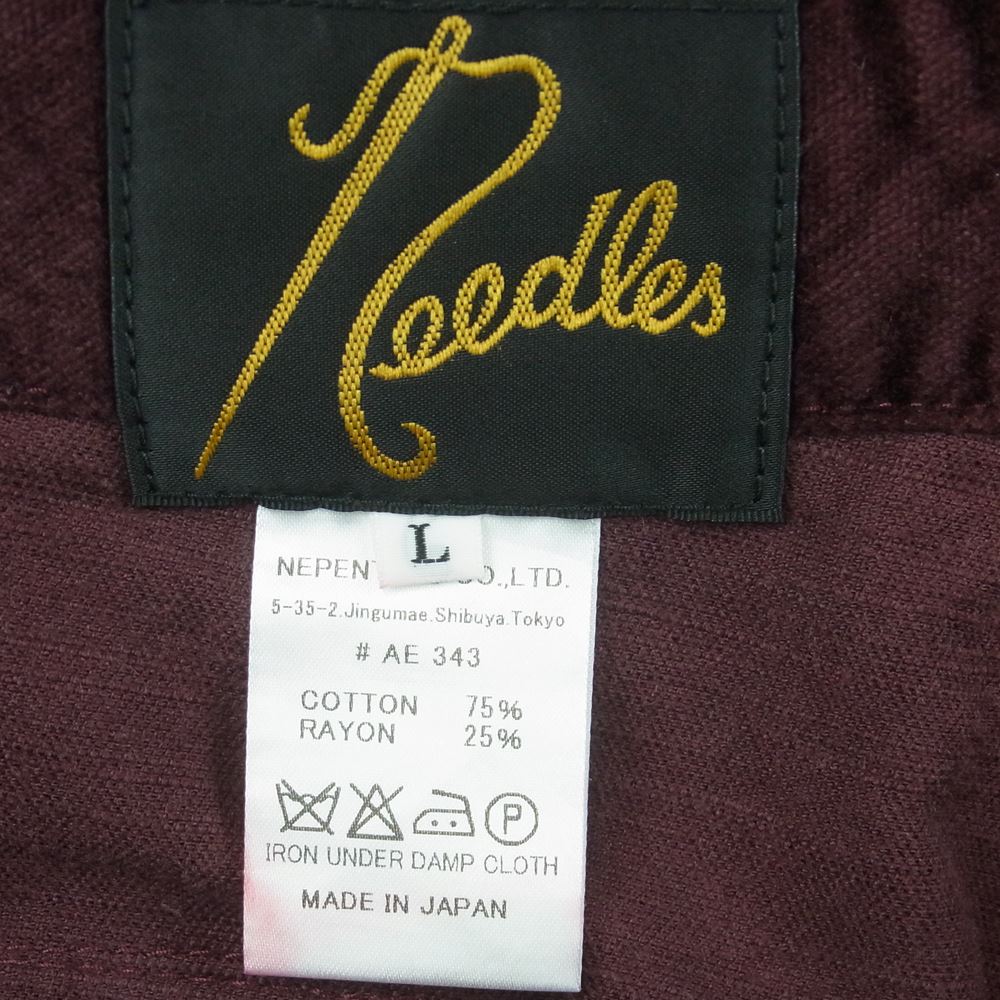 Needles
L
NEPEN CO.,LTD.
5-35-2.Jingumae.Shibuya.Tokyo
# AE 343
COTTON 75%
RAYON 25%
P
IRON UNDER DAMP CLOTH
MADE IN JAPAN